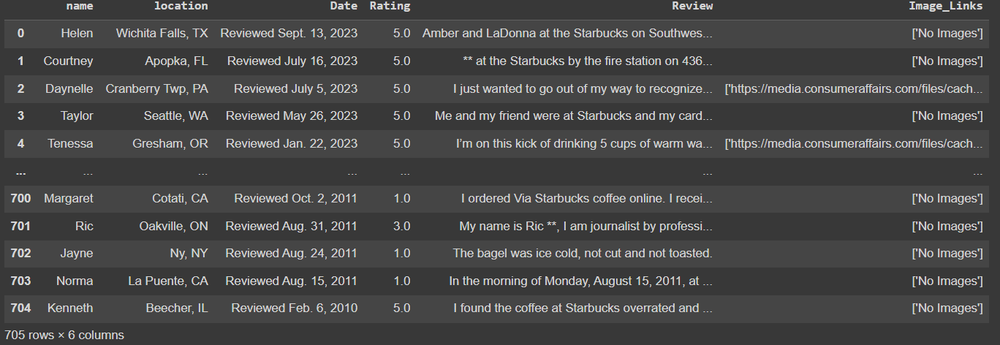 name location Date Rating Review Image_Links
0 Helen Wichita Falls, TX Reviewed Sept. 13, 2023 5.0 Amber and LaDonna at the Starbucks on Southwes... ['No Images']
1 Courtney Apopka, FL Reviewed July 16, 2023 5.0 ** at the Starbucks by the fire station on 436... ['No Images']
2 Daynelle Cranberry Twp, PA Reviewed July 5, 2023 5.0 I just wanted to go out of my way to recognize... ['https://media.consumeraffairs.com/files/cach...
3 Taylor Seattle, WA Reviewed May 26, 2023 5.0 Me and my friend were at Starbucks and my card... ['No Images']
4 Tenessa Gresham, OR Reviewed Jan. 22, 2023 5.0 I’m on this kick of drinking 5 cups of warm wa... ['https://media.consumeraffairs.com/files/cach...
... ... ... ... ... ... ...
700 Margaret Cotati, CA Reviewed Oct. 2, 2011 1.0 I ordered Via Starbucks coffee online. I recei... ['No Images']
701 Ric Oakville, ON Reviewed Aug. 31, 2011 3.0 My name is Ric **, I am journalist by professi... ['No Images']
702 Jayne Ny, NY Reviewed Aug. 24, 2011 1.0 The bagel was ice cold, not cut and not toasted. ['No Images']
703 Norma La Puente, CA Reviewed Aug. 15, 2011 1.0 In the morning of Monday, August 15, 2011, at ... ['No Images']
704 Kenneth Beecher, IL Reviewed Feb. 6, 2010 5.0 I found the coffee at Starbucks overrated and ... ['No Images']
705 rows × 6 columns